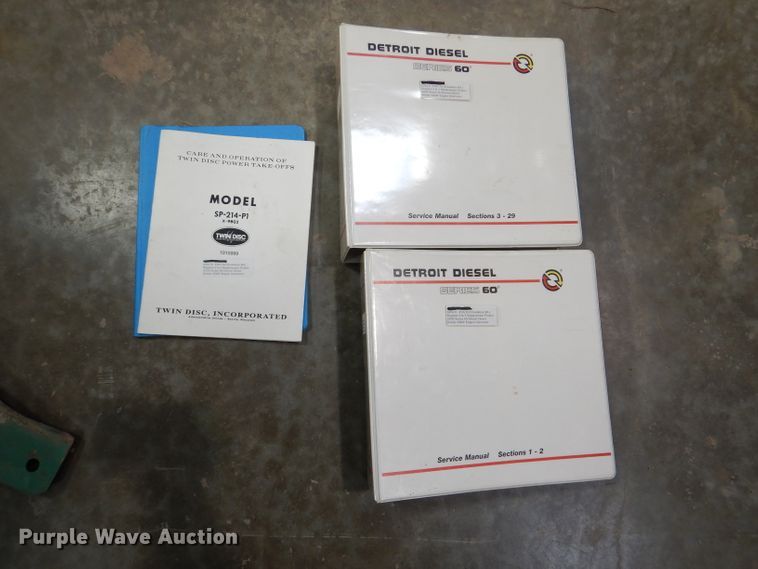 CARE AND OPERATION OF
TWIN DISC POWER TAKE-OFFS
MODEL
SP-214-P1
TWIN DISC
1018693
TWIN DISC, INCORPORATED
DETROIT DIESEL
SERIES 60®
Service Manual Sections 3 - 29
DETROIT DIESEL
SERIES 60®
Service Manual Sections 1 - 2
Purple Wave Auction